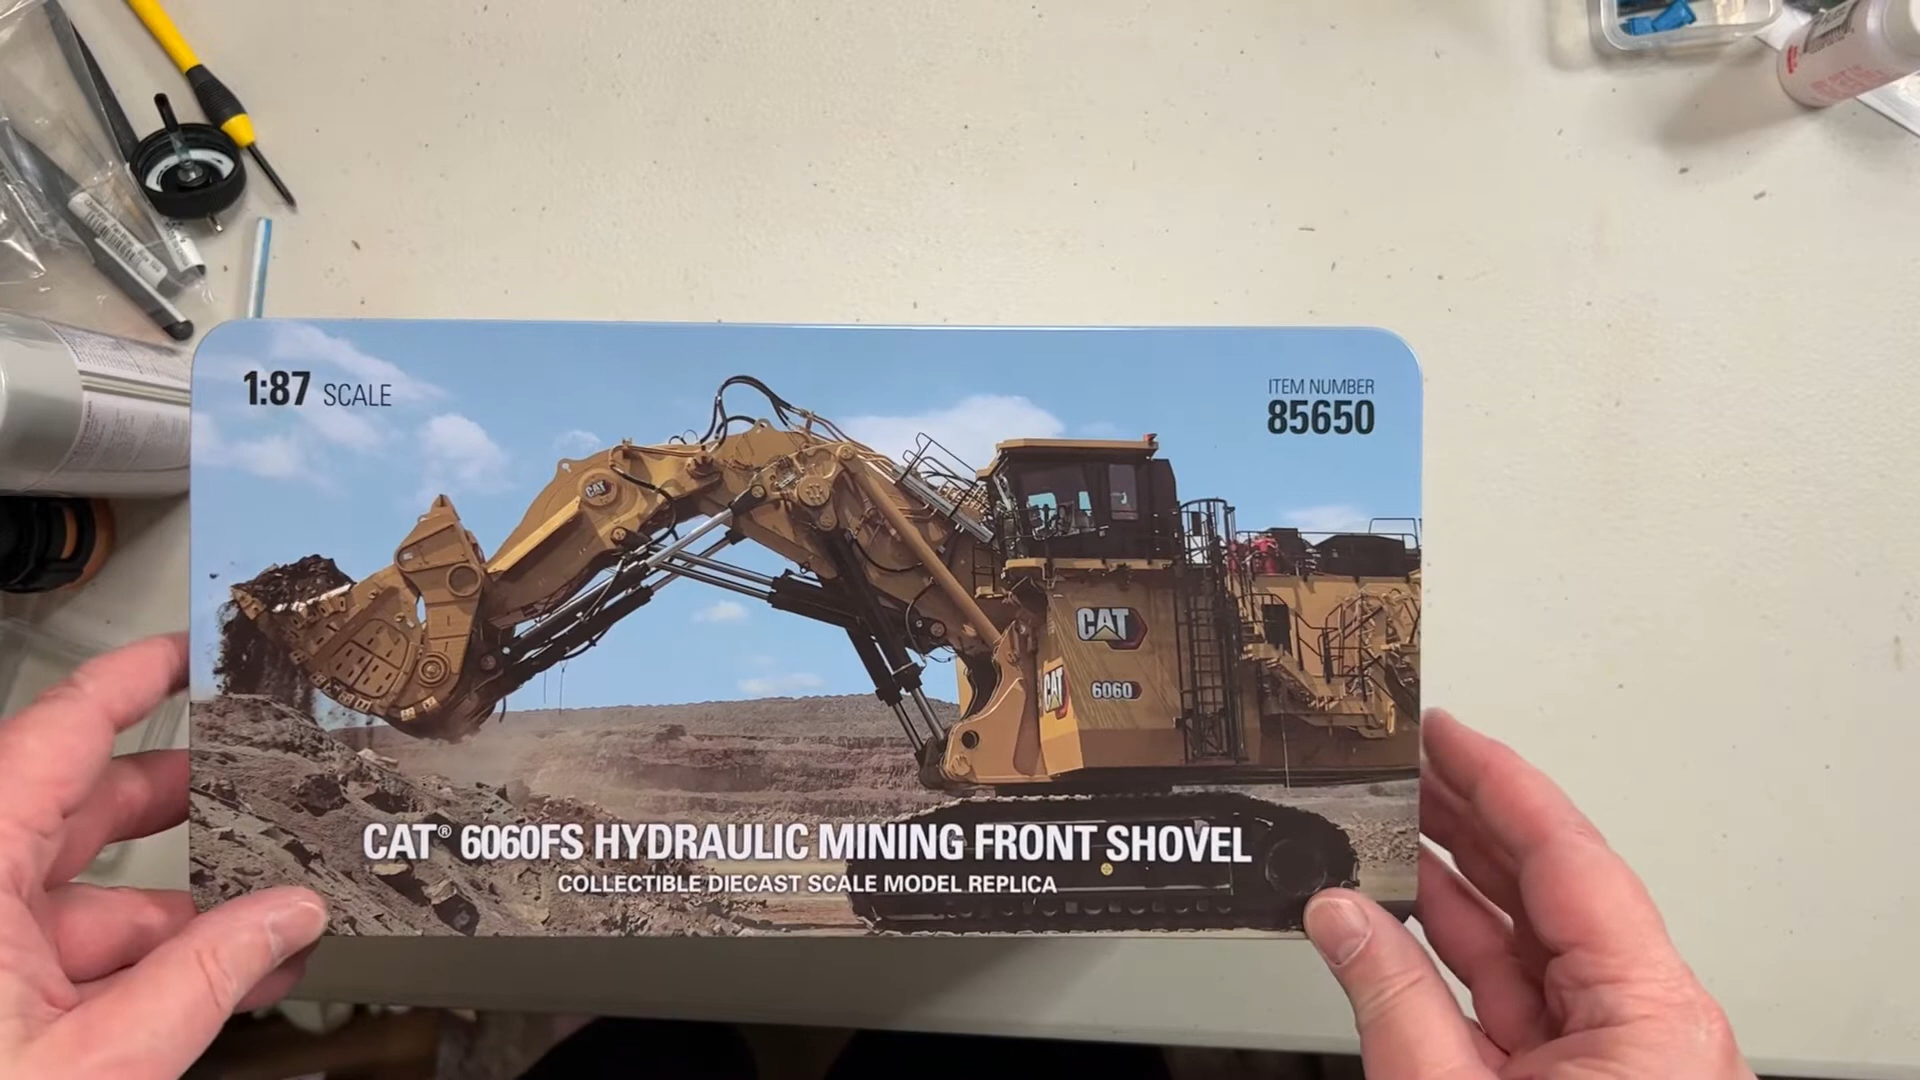 1:87 SCALE
ITEM NUMBER
85650
CAT
CAT
CAT
6060
CAT® 6060FS HYDRAULIC MINING FRONT SHOVEL
COLLECTIBLE DIECAST SCALE MODEL REPLICA